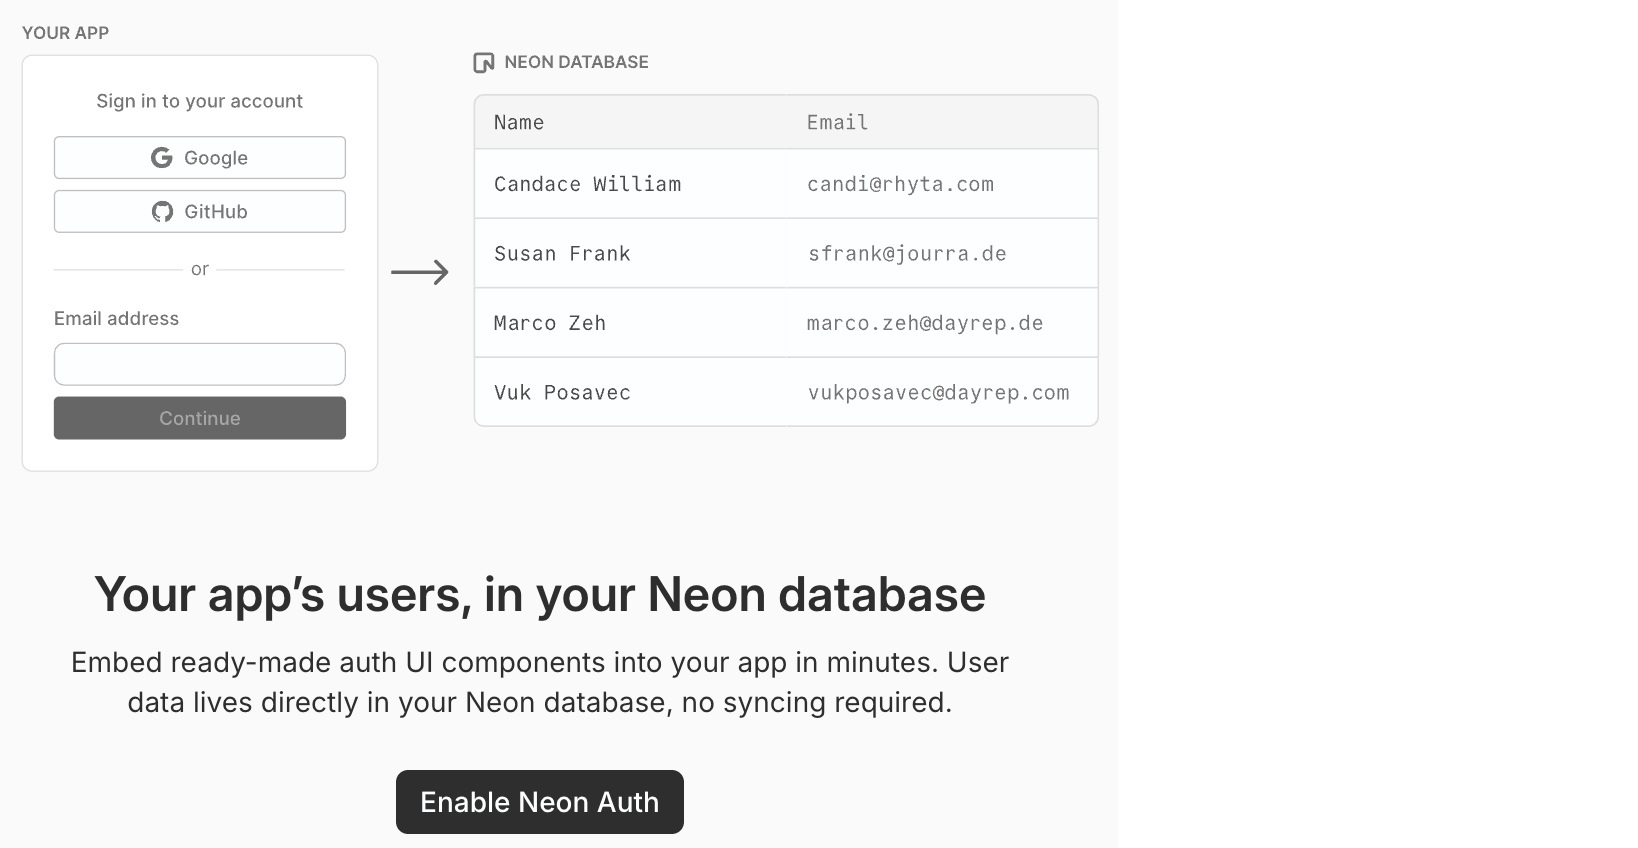 YOUR APP
Sign in to your account
Google
GitHub
or
Email address
Continue
NEON DATABASE
Name Email
Candace William candi@rhyta.com
Susan Frank sfrank@jourra.de
Marco Zeh marco.zeh@dayrep.de
Vuk Posavec vukposavec@dayrep.com
Your app’s users, in your Neon database
Embed ready-made auth UI components into your app in minutes. User
data lives directly in your Neon database, no syncing required.
Enable Neon Auth